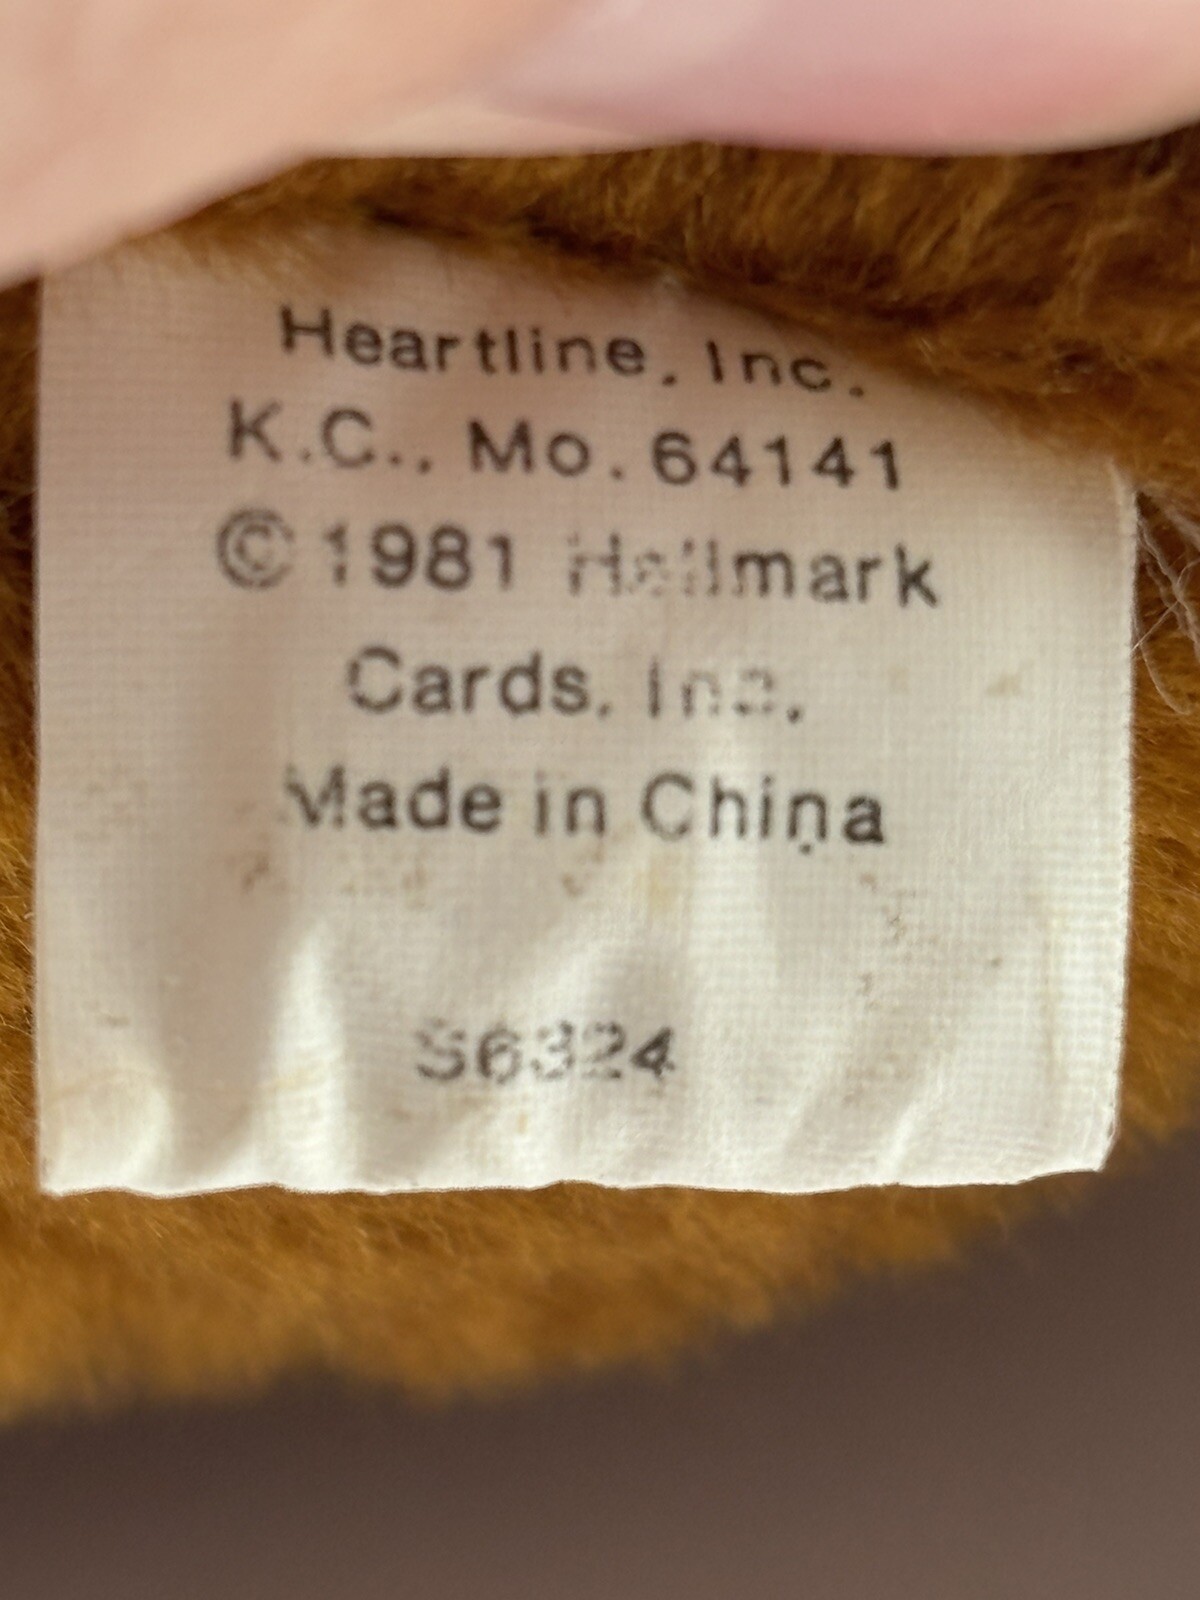 Heartline, Inc.
K.C., Mo. 64141
© 1981 Hallmark
Cards, Inc.
Made in China
S6324